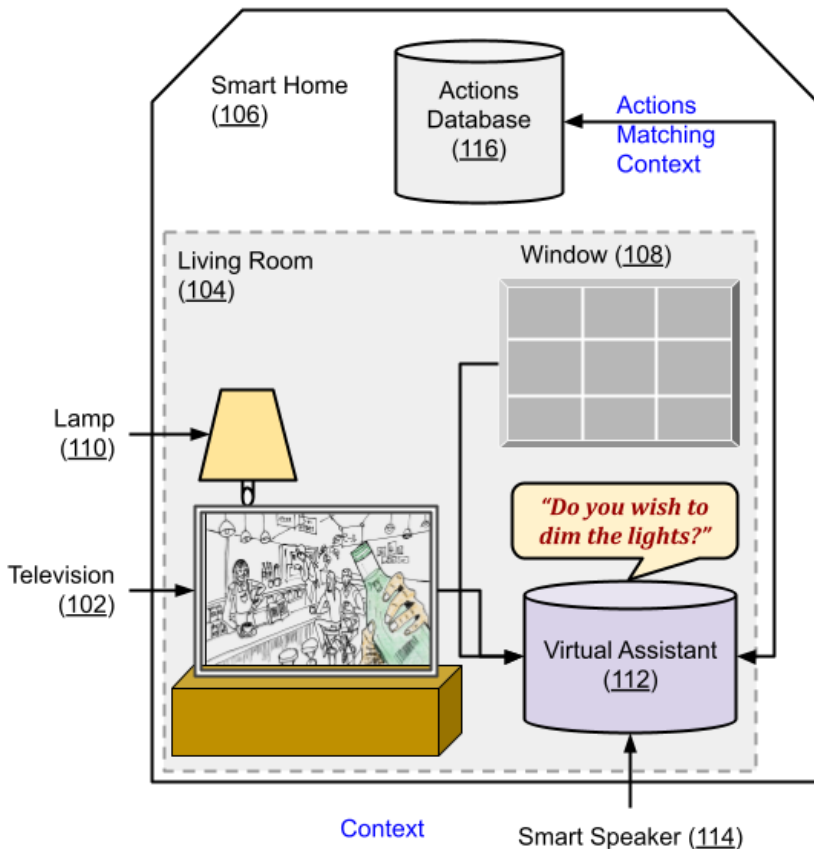 Smart Home
(106)
Actions
Database
(116)
Actions
Matching
Context
Living Room
(104)
Window (108)
Lamp
(110)
"Do you wish to
dim the lights?"
Television
(102)
Virtual Assistant
(112)
Context
Smart Speaker (114)